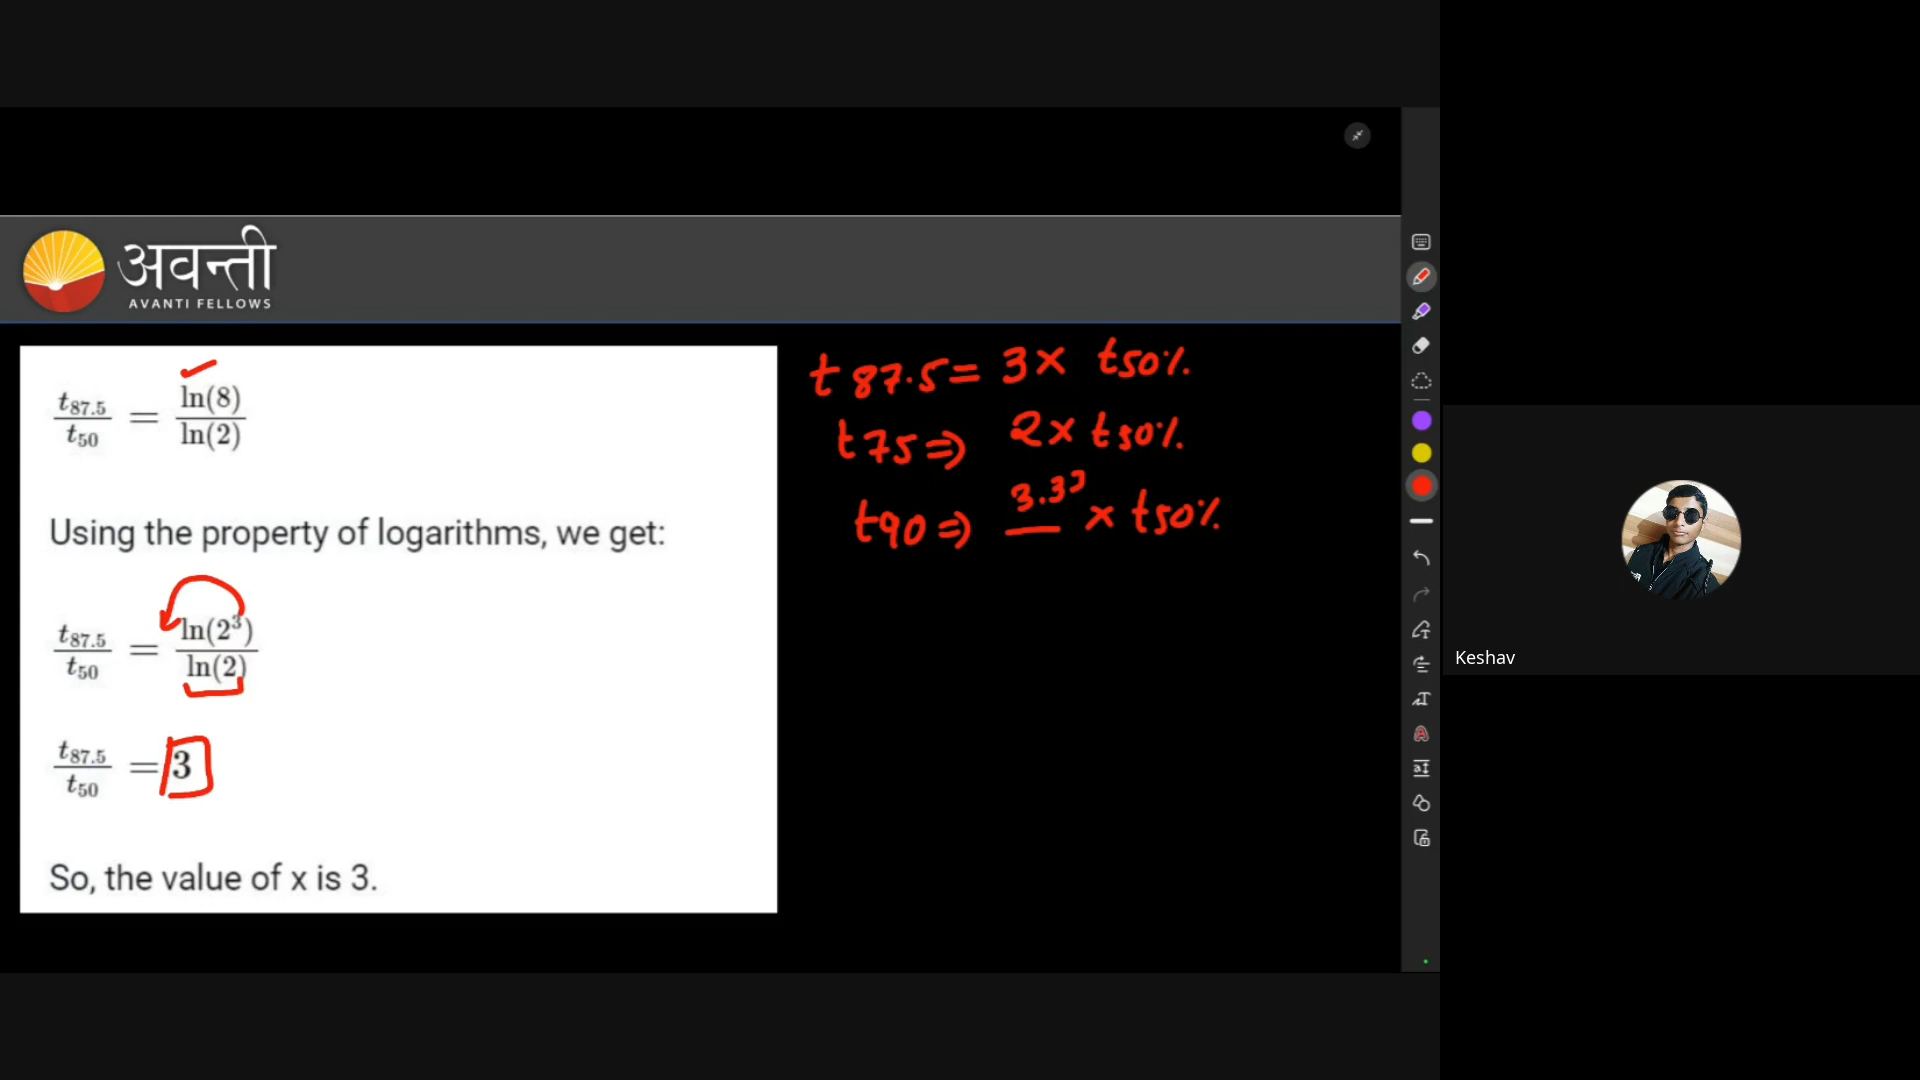 अवन्ती
AVANTI FELLOWS
t87.5/t50 = ln(8)/ln(2)
Using the property of logarithms, we get:
t87.5/t50 = ln(2³)/ln(2)
t87.5/t50 = 3
So, the value of x is 3.
t87.5 = 3 x t50%
t75 ⇒ 2 x t50%
t90 ⇒ 3.33 x t50%
Keshav